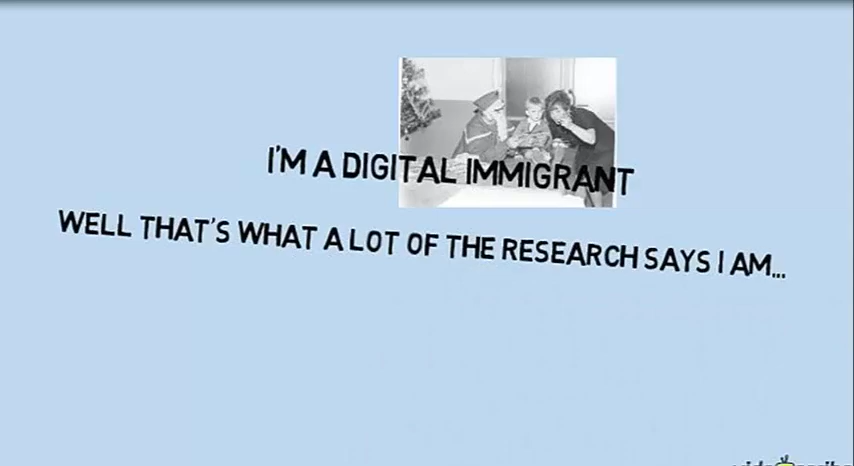 I'M A DIGITAL IMMIGRANT
WELL THAT'S WHAT A LOT OF THE RESEARCH SAYS I AM...